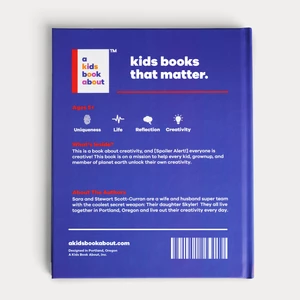 a
kids
book
about
TM
kids books
that matter.
Ages 5+
Uniqueness
Life
Reflection
Creativity
What's Inside?
This is a book about creativity, and [Spoiler Alert!] everyone is
creative! This book is on a mission to help every kid, grownup, and
member of planet earth unlock their own creativity.
About The Authors:
Sara and Stewart Scott-Curran are a wife and husband super team
with the coolest secret weapon: Their daughter Skyler! They all live
together in Portland, Oregon and live out their creativity every day.
akidsbookabout.com
Designed in Portland, Oregon
A Kids Book About, Inc.